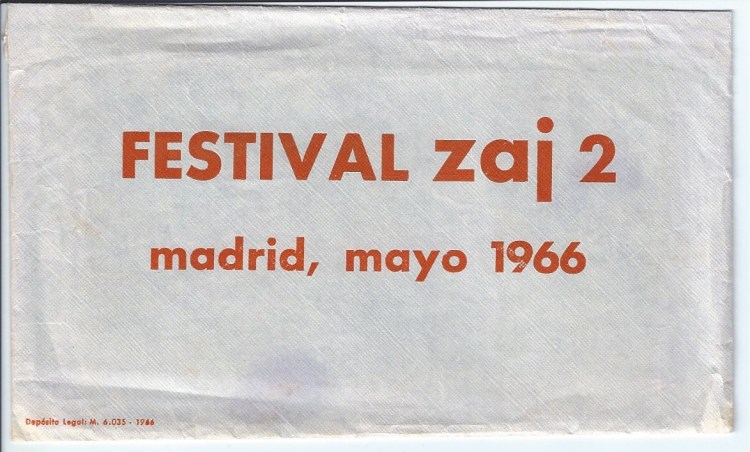 FESTIVAL zaj 2
madrid, mayo 1966
Depósito Legal: M. 6.035 - 1966